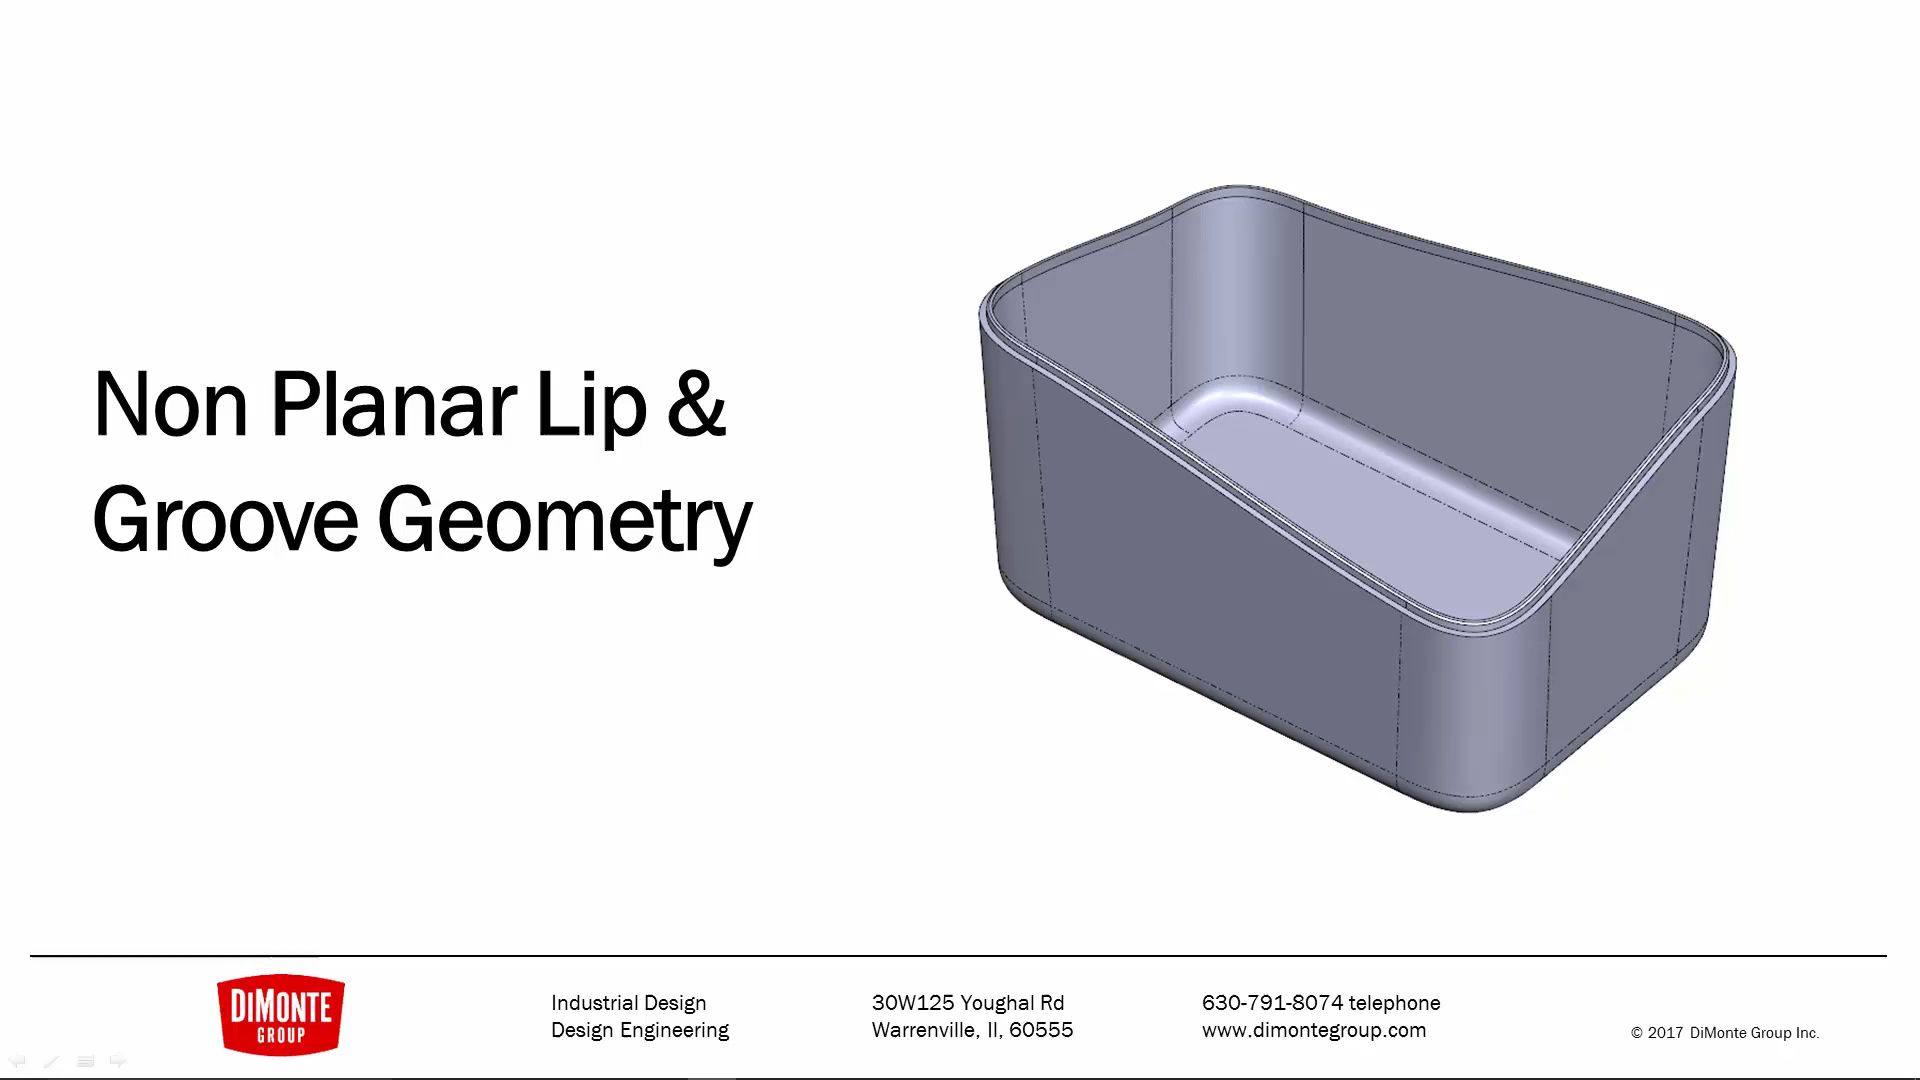 Non Planar Lip &
Groove Geometry
DIMONTE
GROUP
Industrial Design
Design Engineering
30W125 Youghal Rd
Warrenville, Il, 60555
630-791-8074 telephone
www.dimontegroup.com
© 2017 DiMonte Group Inc.